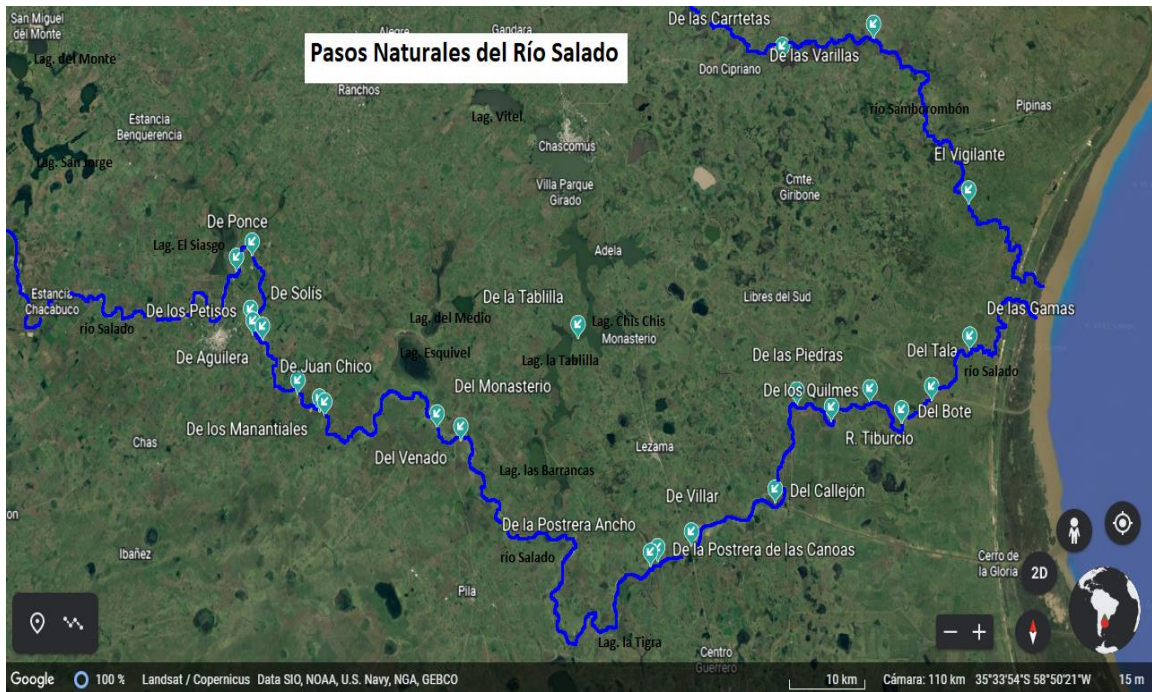 San Miguel
del Monte
Alegre
Gandara
De las Carrtetas
Pasos Naturales del Río Salado
De las Varillas
Lag. del Monte
Don Cipriano
Ranchos
Pipinas
río Samborombón
Lag. Vitel
Estancia
Benquerencia
Chascomus
El Vigilante
Lag. San Jorge
Villa Parque
Girado
Cmte.
Giribone
De Ponce
Lag. El Siasgo
Adela
Estancia
Chacabuco
De Solís
De la Tablilla
Libres del Sud
De los Petisos
De las Gamas
río Salado
Lag. del Medio
Lag. Chis Chis
Monasterio
Lag. Esquivel
De Aguilera
Lag. la Tablilla
De las Piedras
Del Tala
De Juan Chico
río Salado
Del Monasterio
De los Quilmes
Del Bote
De los Manantiales
R. Tiburcio
Chas
Lezama
Del Venado
Lag. las Barrancas
De Villar
Del Callejón
on
De la Postrera Ancho
Ibañez
río Salado
De la Postrera de las Canoas
Cerro de
la Gloria
2D
Pila
Lag. la Tigra
Centro
Guerrero
Google
100 %
Landsat / Copernicus Data SIO, NOAA, U.S. Navy, NGA, GEBCO
10 km
Cámara: 110 km 35°33'54"S 58°50'21"W
15 m